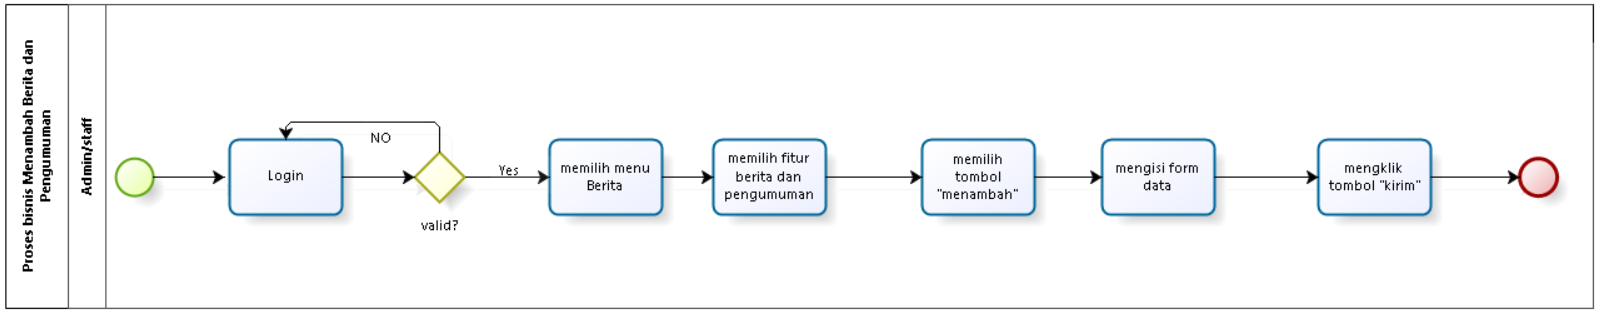 Proses bisnis Menambah Berita dan
Pengumuman
Admin/staff
Login
NO
valid?
Yes
memilih menu
Berita
memilih fitur
berita dan
pengumuman
memilih
tombol
"menambah"
mengisi form
data
mengklik
tombol "kirim"